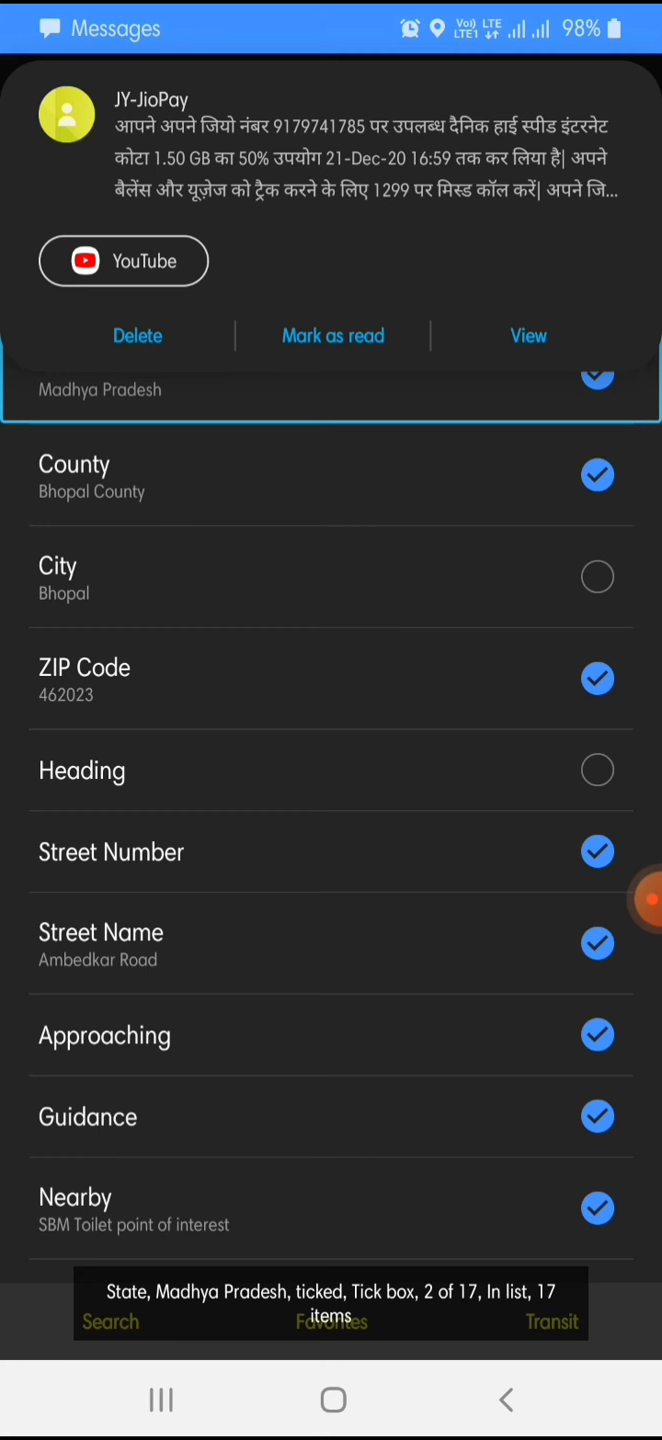 Messages
Vo) LTE
LTE1
98%
JY-JioPay
आपने अपने जियो नंबर 9179741785 पर उपलब्ध दैनिक हाई स्पीड इंटरनेट
कोटा 1.50 GB का 50% उपयोग 21-Dec-20 16:59 तक कर लिया है| अपने
बैलेंस और यूज़ेज को ट्रैक करने के लिए 1299 पर मिस्ड कॉल करें| अपने जि...
YouTube
Delete
Mark as read
View
Madhya Pradesh
County
Bhopal County
City
Bhopal
ZIP Code
462023
Heading
Street Number
Street Name
Ambedkar Road
Approaching
Guidance
Nearby
SBM Toilet point of interest
State, Madhya Pradesh, ticked, Tick box, 2 of 17, In list, 17
items
Search
Favorites
Transit